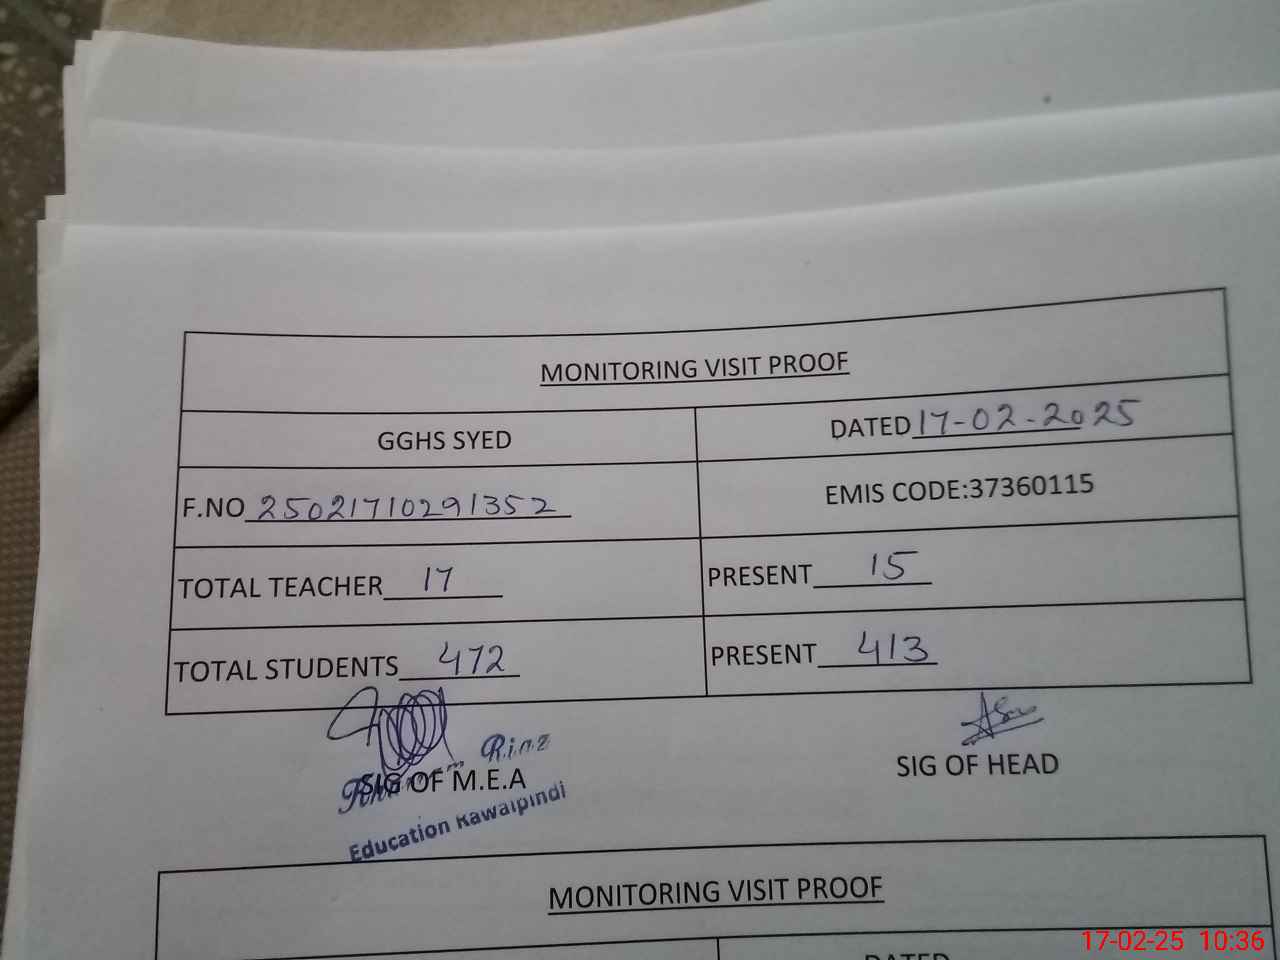 MONITORING VISIT PROOF
GGHS SYED
DATED 17-02-2025
F.NO 25021710291352
EMIS CODE:37360115
TOTAL TEACHER 17
PRESENT 15
TOTAL STUDENTS 472
PRESENT 413
Riaz
SIG OF M.E.A
SIG OF HEAD
Education Rawalpindi
MONITORING VISIT PROOF
DATED
17-02-25 10:36